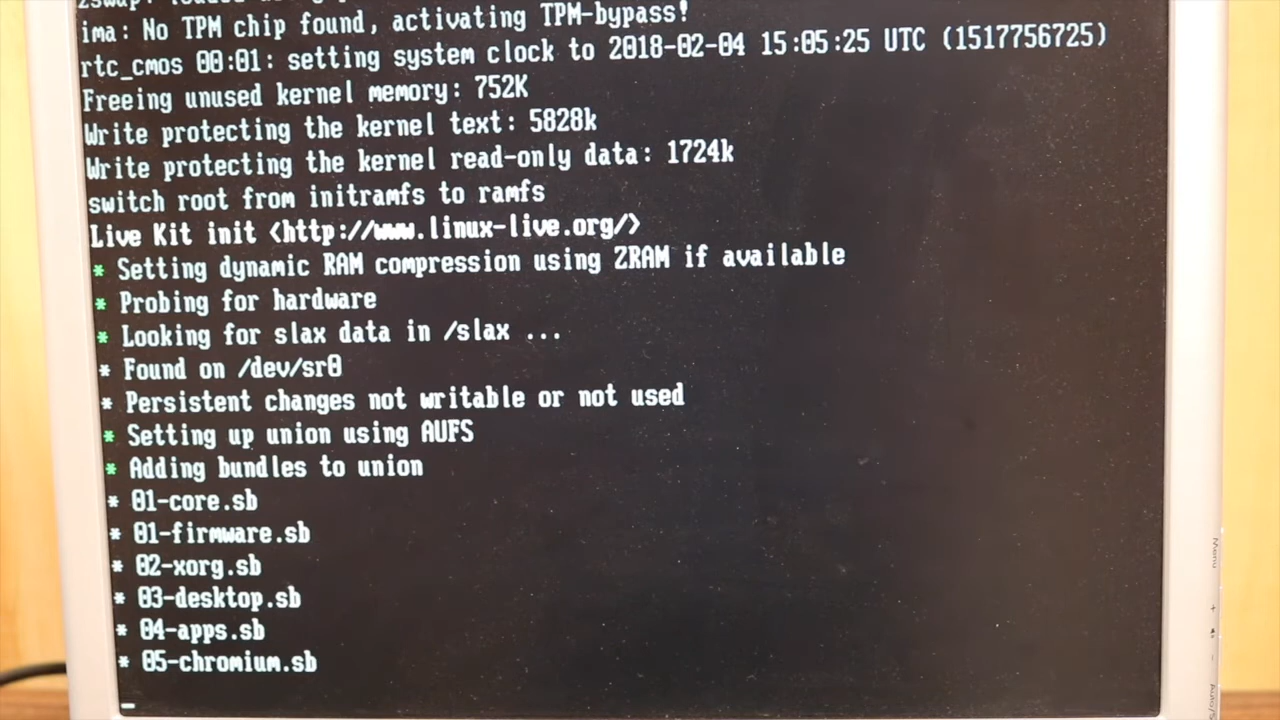 ima: No TPM chip found, activating TPM-bypass!
rtc_cmos 00:01: setting system clock to 2018-02-04 15:05:25 UTC (1517756725)
Freeing unused kernel memory: 752K
Write protecting the kernel text: 5828k
Write protecting the kernel read-only data: 1724k
switch root from initramfs to ramfs
Live Kit init <http://www.linux-live.org/>
* Setting dynamic RAM compression using ZRAM if available
* Probing for hardware
* Looking for slax data in /slax ...
* Found on /dev/sr0
* Persistent changes not writable or not used
* Setting up union using AUFS
* Adding bundles to union
* 01-core.sb
* 01-firmware.sb
* 02-xorg.sb
* 03-desktop.sb
* 04-apps.sb
* 05-chromium.sb
Menu
+
-